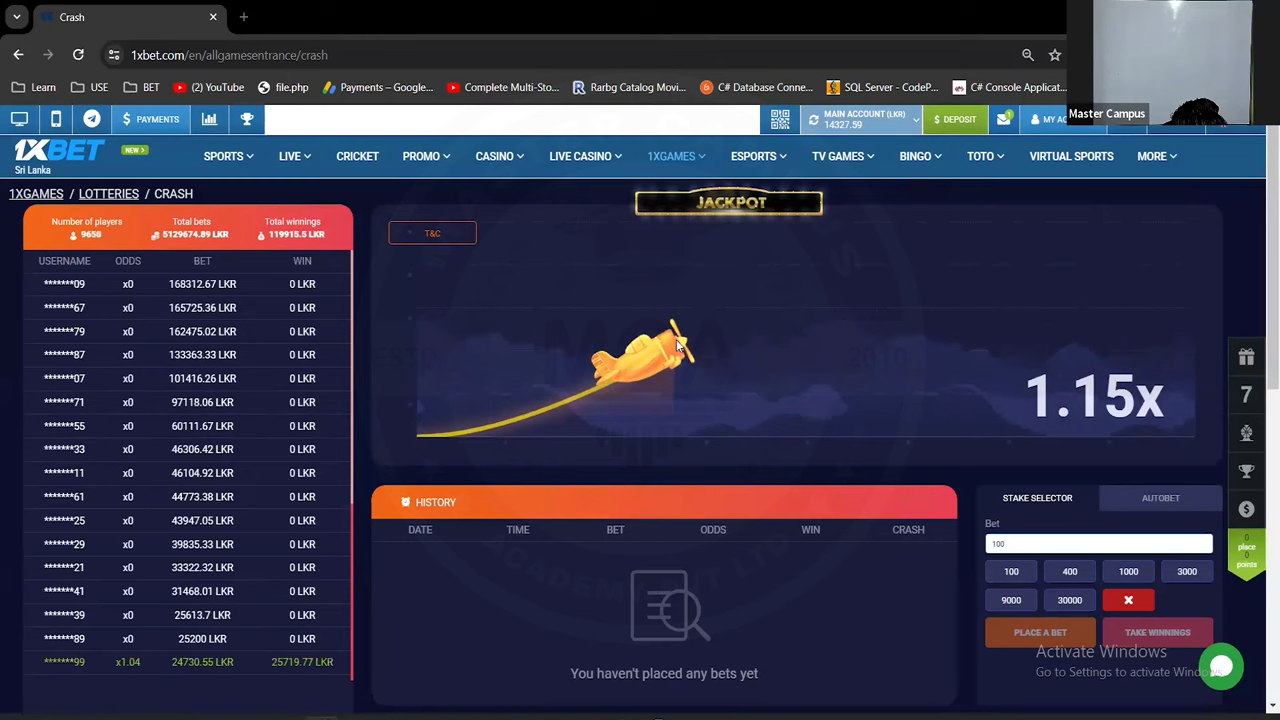 Crash
1xbet.com/en/allgamesentrance/crash
Learn USE BET (2) YouTube file.php Payments – Google... Complete Multi-Sto... Rarbg Catalog Movi... C# Database Conne... SQL Server - CodeP... C# Console Applicat...
Master Campus
PAYMENTS
MAIN ACCOUNT (LKR)
14327.59
DEPOSIT
1XBET
Sri Lanka
NEW
SPORTS LIVE CRICKET PROMO CASINO LIVE CASINO 1XGAMES ESPORTS TV GAMES BINGO TOTO VIRTUAL SPORTS MORE
1XGAMES / LOTTERIES / CRASH
JACKPOT
Number of players
9650
Total bets
5129674.89 LKR
Total winnings
119915.5 LKR
T&C
USERNAME ODDS BET WIN
*******09 x0 168312.67 LKR 0 LKR
*******67 x0 165725.36 LKR 0 LKR
*******79 x0 162475.02 LKR 0 LKR
*******87 x0 133363.33 LKR 0 LKR
*******07 x0 101416.26 LKR 0 LKR
*******71 x0 97118.06 LKR 0 LKR
*******55 x0 60111.67 LKR 0 LKR
*******33 x0 46306.42 LKR 0 LKR
*******11 x0 46104.92 LKR 0 LKR
*******61 x0 44773.38 LKR 0 LKR
*******25 x0 43947.05 LKR 0 LKR
*******29 x0 39835.33 LKR 0 LKR
*******21 x0 33322.32 LKR 0 LKR
*******41 x0 31468.01 LKR 0 LKR
*******39 x0 25613.7 LKR 0 LKR
*******89 x0 25200 LKR 0 LKR
*******99 x1.04 24730.55 LKR 25719.77 LKR
1.15x
HISTORY
DATE TIME BET ODDS WIN CRASH
You haven't placed any bets yet
STAKE SELECTOR AUTOBET
Bet
100
100 400 1000 3000
9000 30000
PLACE A BET TAKE WINNINGS
7
0
place
0
points
Activate Windows
Go to Settings to activate Windows.